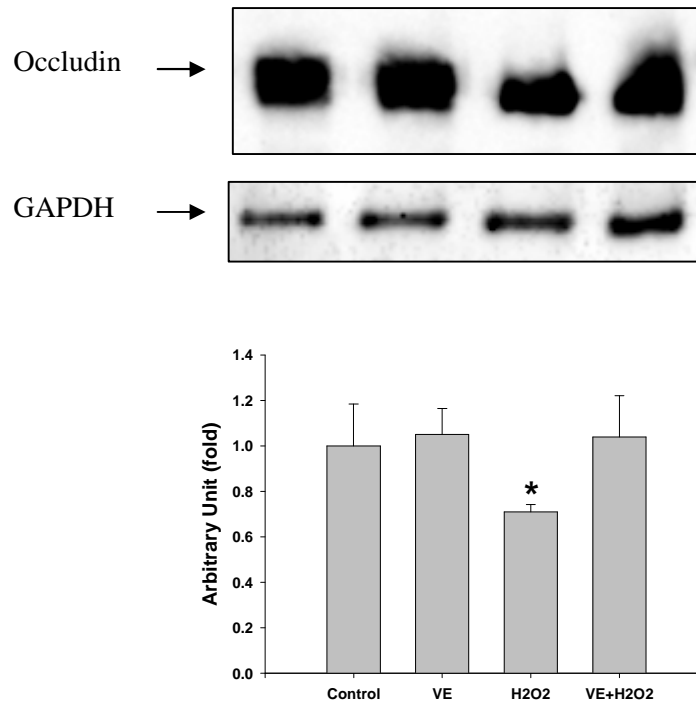 Occludin
GAPDH
1.4
1.2
1.0
0.8
0.6
0.4
0.2
0.0
Arbitrary Unit (fold)
*
Control VE H2O2 VE+H2O2